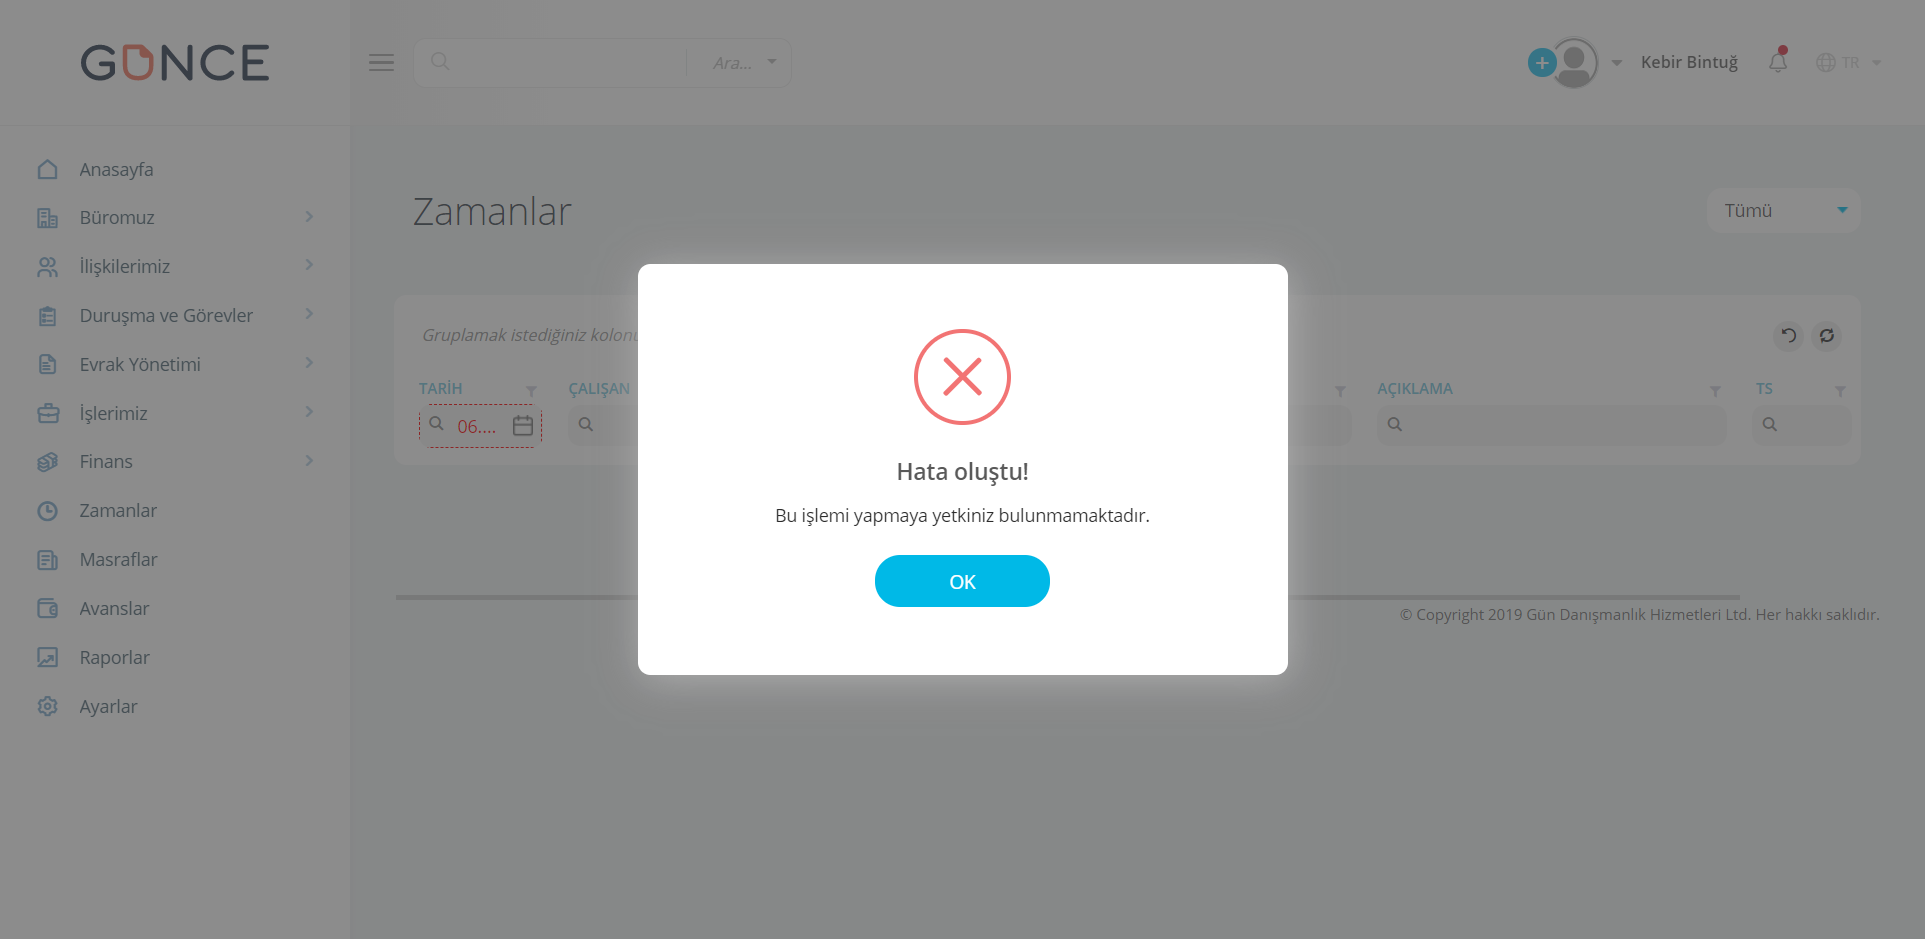 GÜNCE
Ara...
Kebir Bintuğ
TR
Anasayfa
Büromuz
İlişkilerimiz
Duruşma ve Görevler
Evrak Yönetimi
İşlerimiz
Finans
Zamanlar
Masraflar
Avanslar
Raporlar
Ayarlar
Zamanlar
Tümü
Gruplamak istediğiniz
TARİH
ÇALIŞAN
AÇIKLAMA
TS
06....
Hata oluştu!
Bu işlemi yapmaya yetkiniz bulunmamaktadır.
OK
© Copyright 2019 Gün Danışmanlık Hizmetleri Ltd. Her hakkı saklıdır.